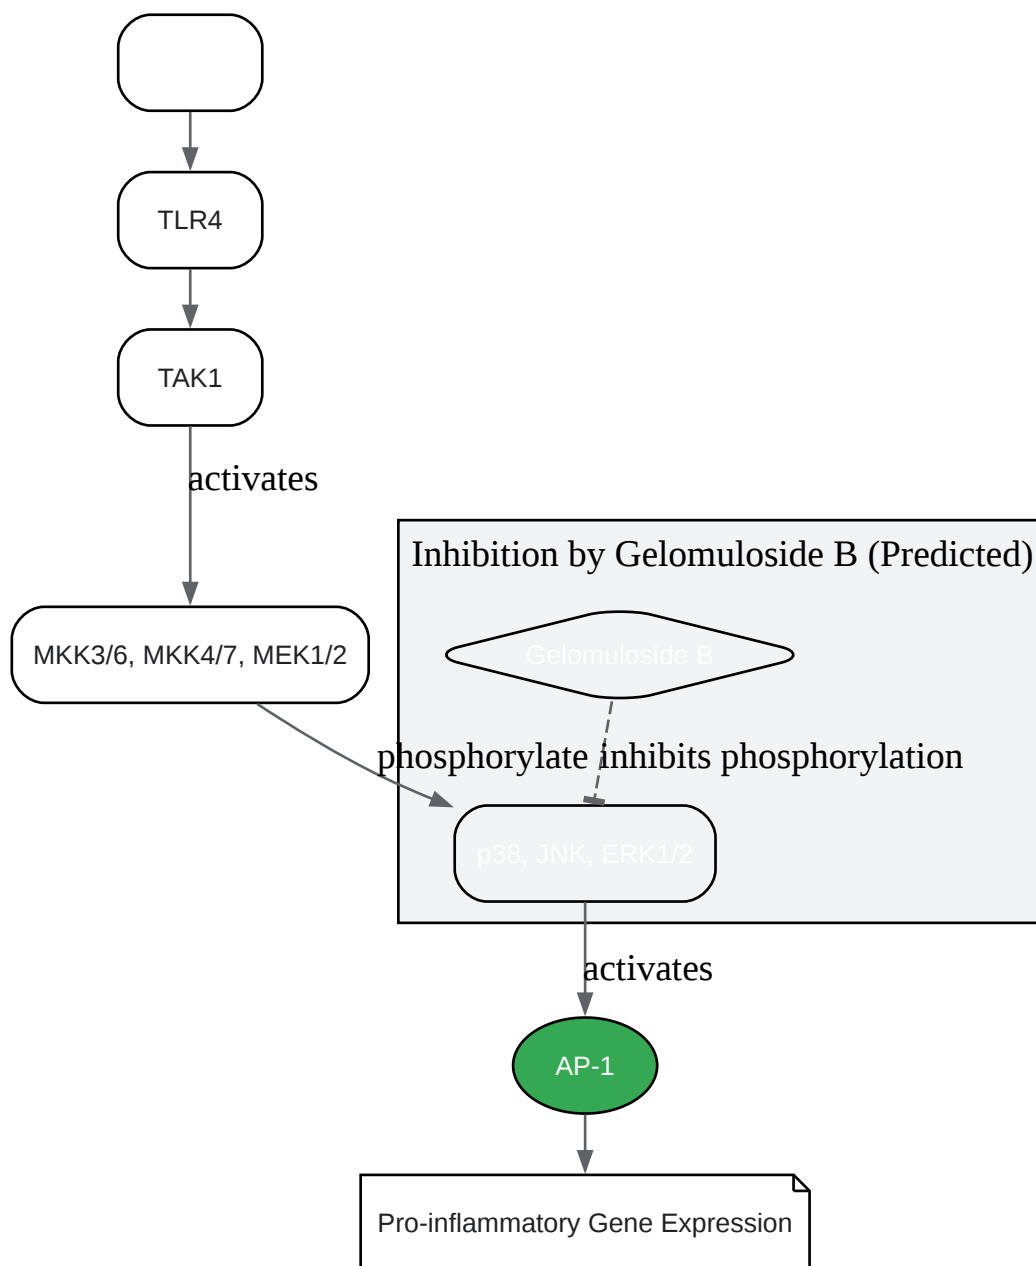 TLR4
TAK1
activates
Inhibition by Gelomuloside B (Predicted)
MKK3/6, MKK4/7, MEK1/2
Gelomuloside B
phosphorylate
inhibits phosphorylation
p38, JNK, ERK1/2
activates
AP-1
Pro-inflammatory Gene Expression